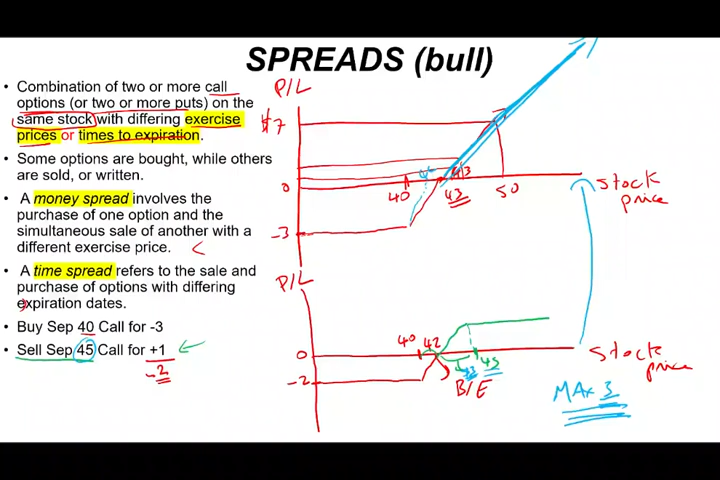 SPREADS (bull)
• Combination of two or more call
options (or two or more puts) on the
same stock with differing exercise
prices or times to expiration.
• Some options are bought, while others
are sold, or written.
• A money spread involves the
purchase of one option and the
simultaneous sale of another with a
different exercise price.
• A time spread refers to the sale and
purchase of options with differing
expiration dates.
• Buy Sep 40 Call for -3
• Sell Sep 45 Call for +1
-2
P/L
$7
0
-3
40
43
43
50
stock
price
P/L
0
-2
40
42
45
B/E
stock
price
MAX 3